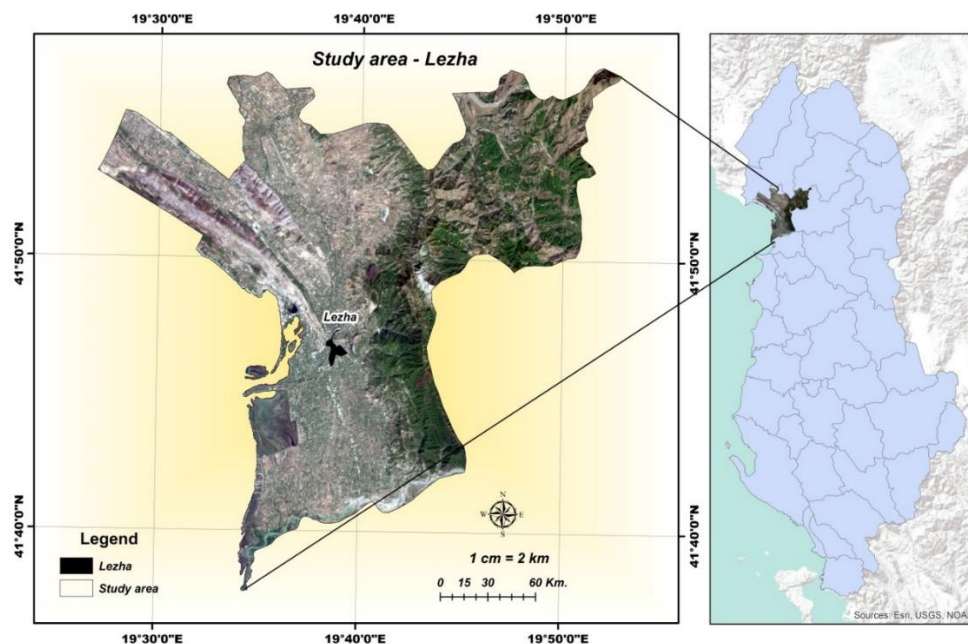 19°30'0"E
19°40'0"E
19°50'0"E
Study area - Lezha
41°50'0"N
41°50'0"N
Lezha
41°40'0"N
41°40'0"N
Legend
Lezha
Study area
N
W
E
S
1 cm = 2 km
0 15 30 60 Km.
19°30'0"E
19°40'0"E
19°50'0"E
Sources: Esri, USGS, NOA